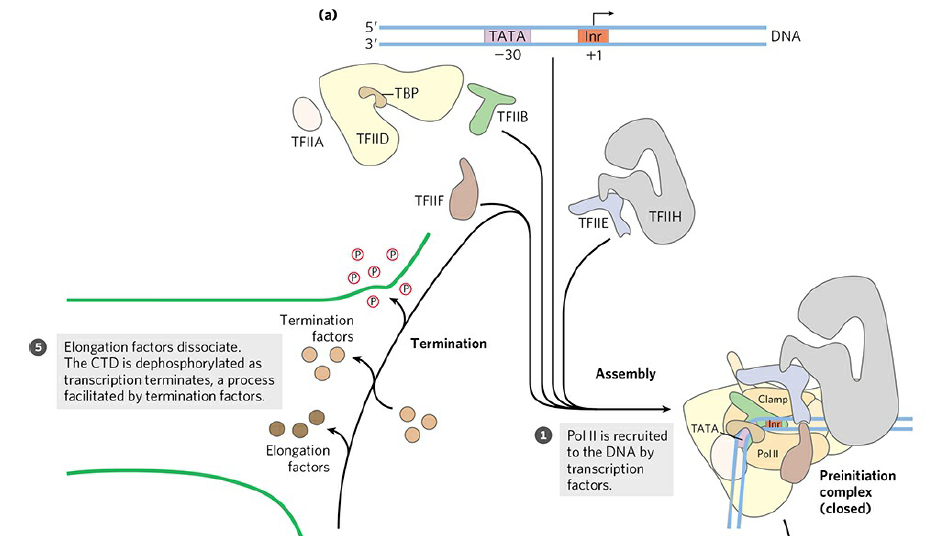 (a)
5′
3′
TATA
Inr
DNA
−30
+1
TBP
TFIIA
TFIID
TFIIB
TFIIF
TFIIE
TFIIH
P
P
P
P
P
P
Termination
factors
Termination
5 Elongation factors dissociate.
The CTD is dephosphorylated as
transcription terminates, a process
facilitated by termination factors.
Elongation
factors
Assembly
1 Pol II is recruited
to the DNA by
transcription
factors.
Clamp
Inr
TATA
Pol II
Preinitiation
complex
(closed)